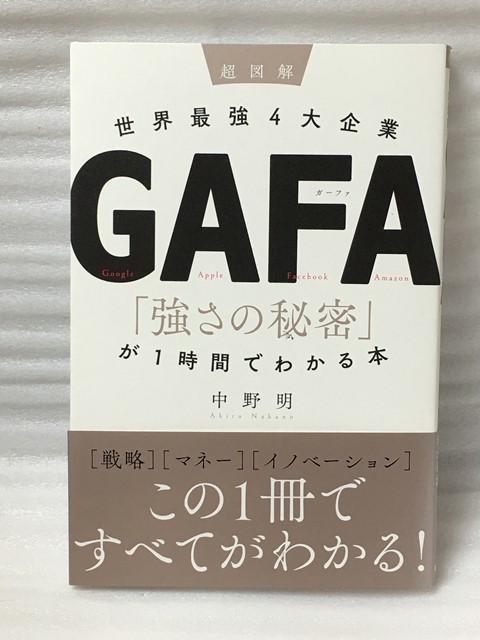 超図解
世界最強4大企業
GAFA
ガーファ
Google Apple Facebook Amazon
「強さの秘密」
が1時間でわかる本
中野明
Akira Nakano
[戦略][マネー][イノベーション]
この1冊で
すべてがわかる!